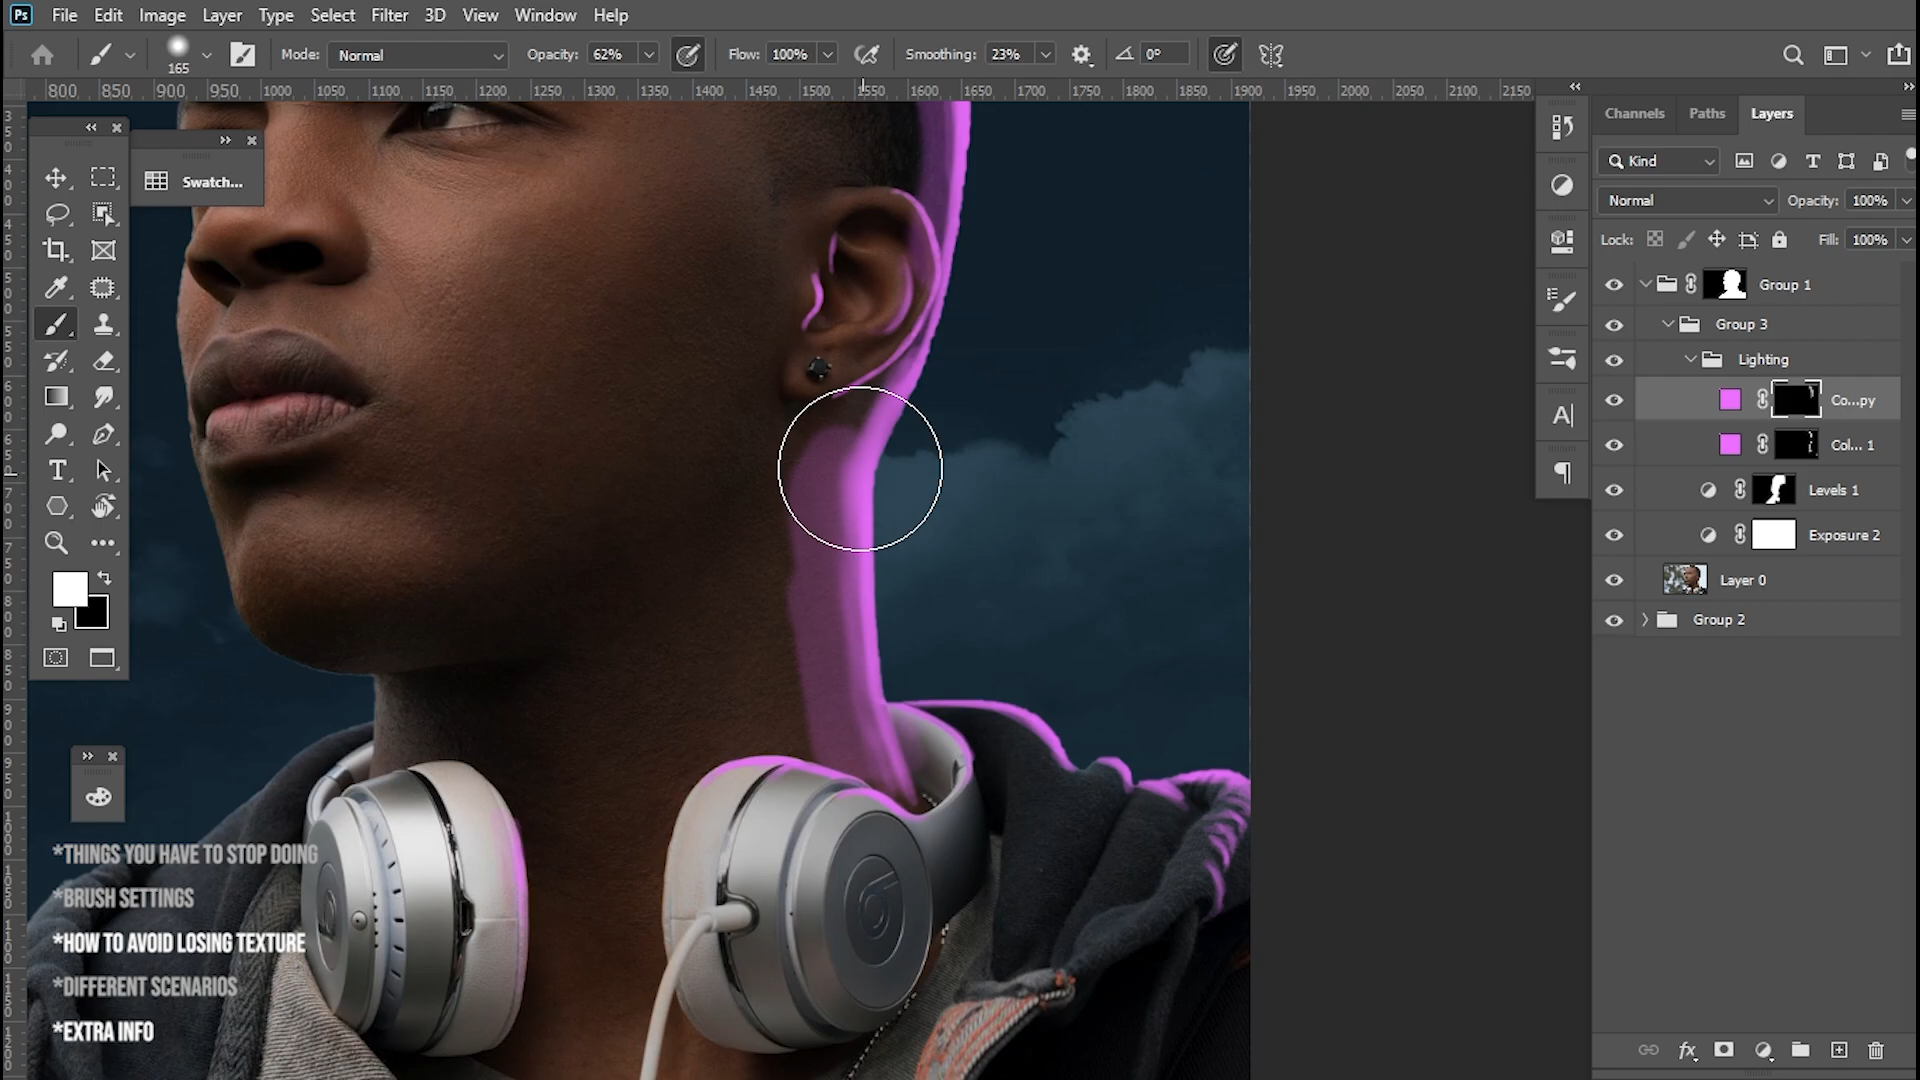 Ps File Edit Image Layer Type Select Filter 3D View Window Help
165 Mode: Normal Opacity: 62% Flow: 100% Smoothing: 23% 0°
800 850 900 950 1000 1050 1100 1150 1200 1250 1300 1350 1400 1450 1500 1550 1600 1650 1700 1750 1800 1850 1900 1950 2000 2050 2100 2150
Swatch...
Channels Paths Layers
Kind
Normal Opacity: 100%
Lock: Fill: 100%
Group 1
Group 3
Lighting
Co...py
Col... 1
Levels 1
Exposure 2
Layer 0
Group 2
*THINGS YOU HAVE TO STOP DOING
*BRUSH SETTINGS
*HOW TO AVOID LOSING TEXTURE
*DIFFERENT SCENARIOS
*EXTRA INFO